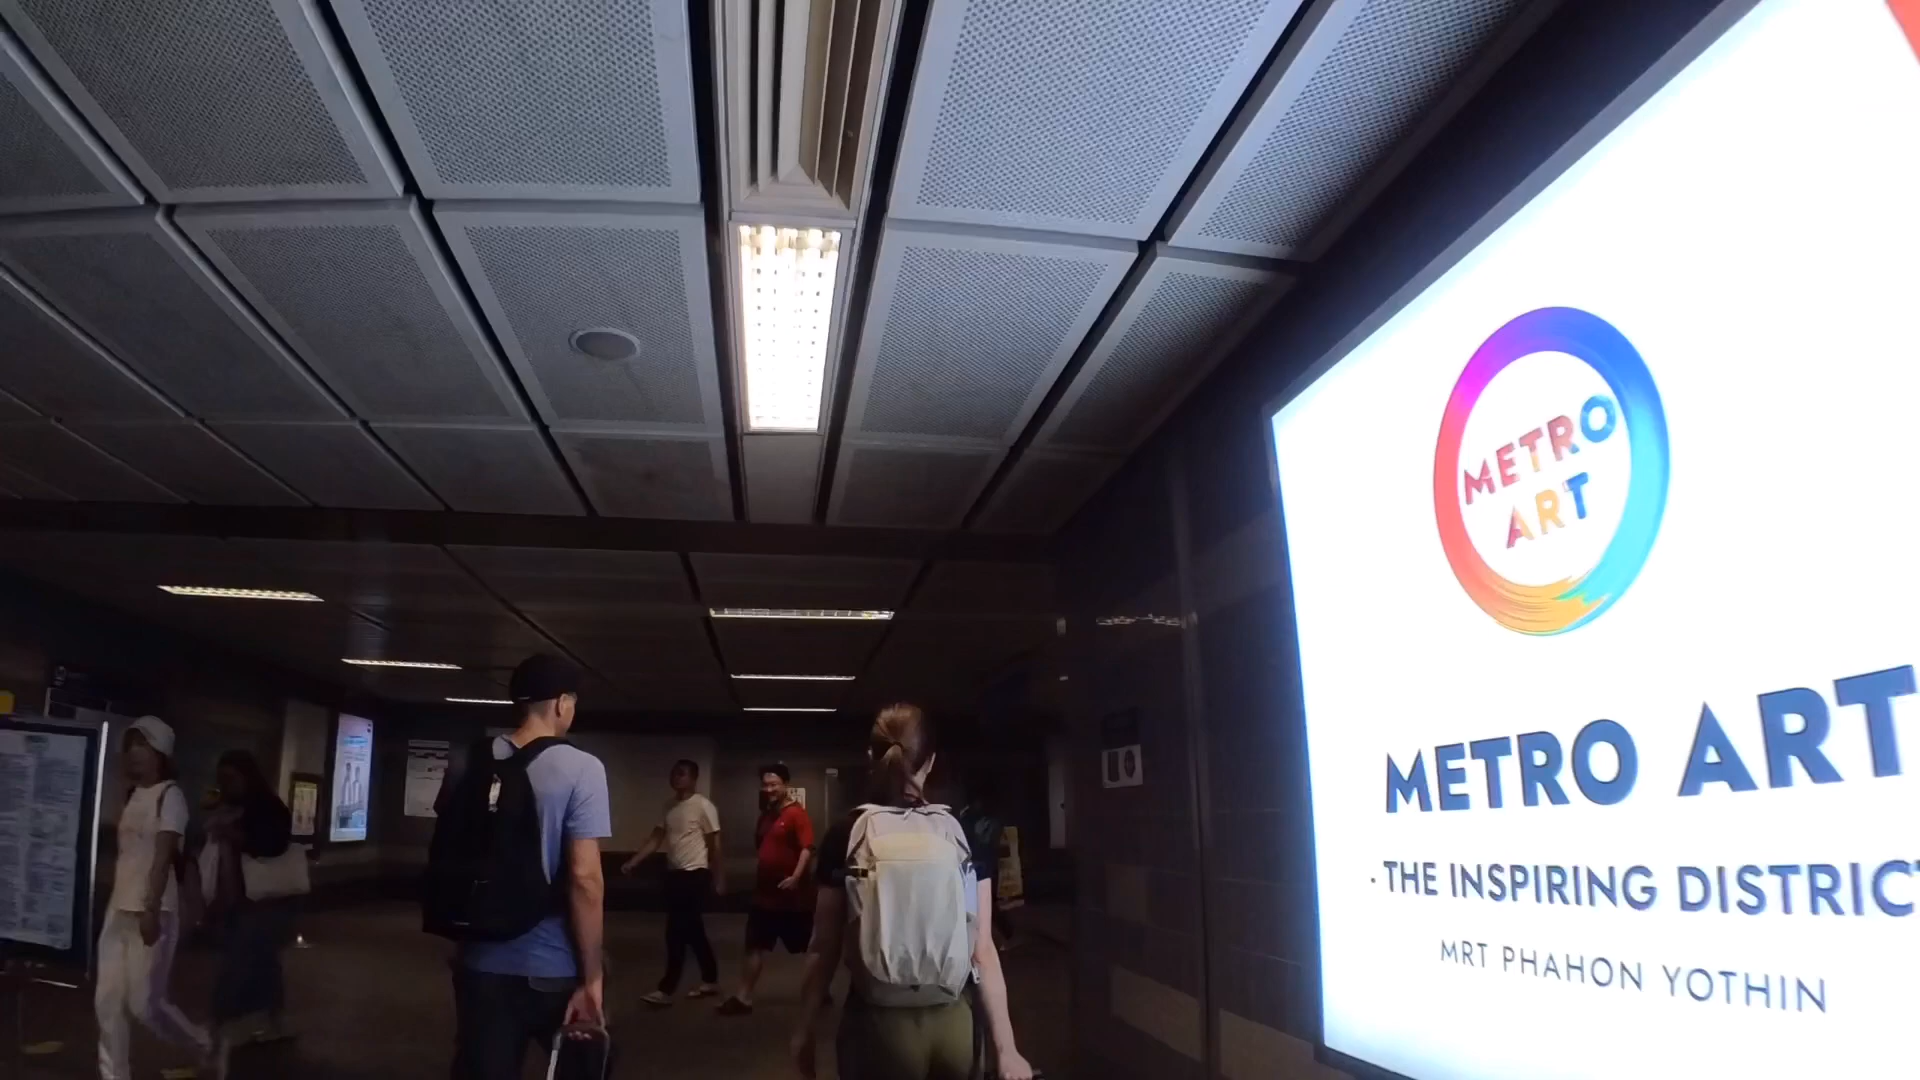 METRO
ART
METRO ART
· THE INSPIRING DISTRICT
MRT PHAHON YOTHIN